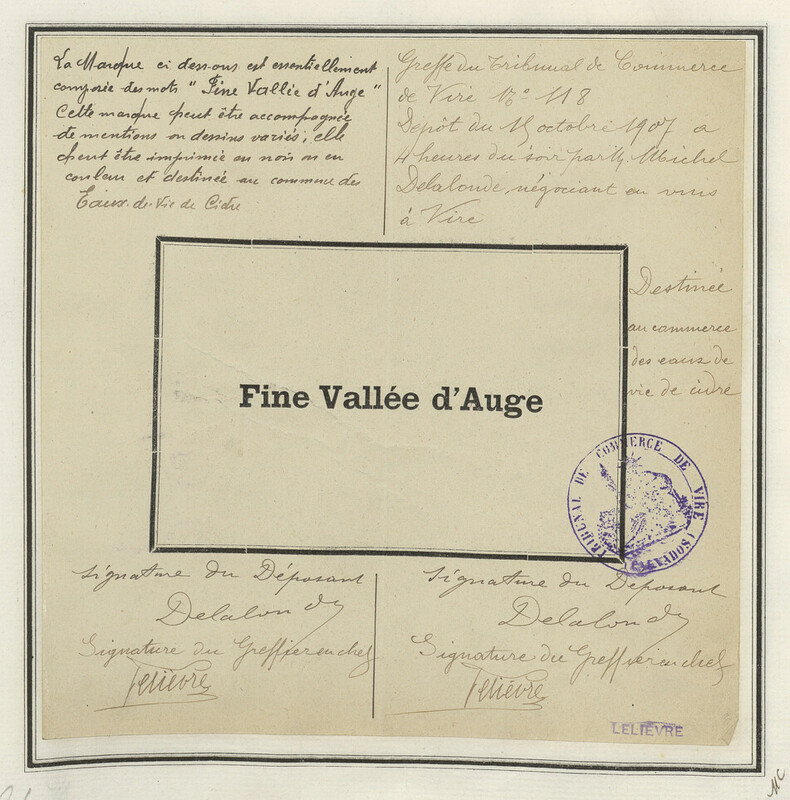 La Marque ci dessous est essentiellement
composée des mots "Fine Vallée d'Auge"
Cette marque peut être accompagnée
de mentions ou dessins variés; elle
peut être imprimée en noir ou en
couleur et destinée au commerce des
Eaux-de-Vie de Cidre
Greffe du Tribunal de Commerce
de Vire No 118
Dépôt du 15 octobre 1907 a
4 heures du soir par M. Michel
Delalonde, négociant en vins
à Vire
Destinée
au commerce
des eaux de
vie de cidre
Fine Vallée d'Auge
TRIBUNAL DE COMMERCE DE VIRE (CALVADOS)
Signature du Déposant
Delalonde
Signature du Greffier en chef
Lelièvre
Signature du Déposant
Delalonde
Signature du Greffier en chef
Lelièvre
LELIÈVRE
MC